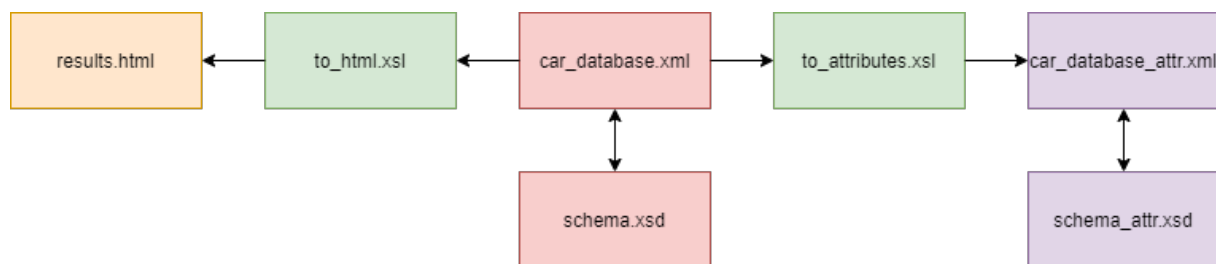 results.html
to_html.xsl
car_database.xml
to_attributes.xsl
car_database_attr.xml
schema.xsd
schema_attr.xsd